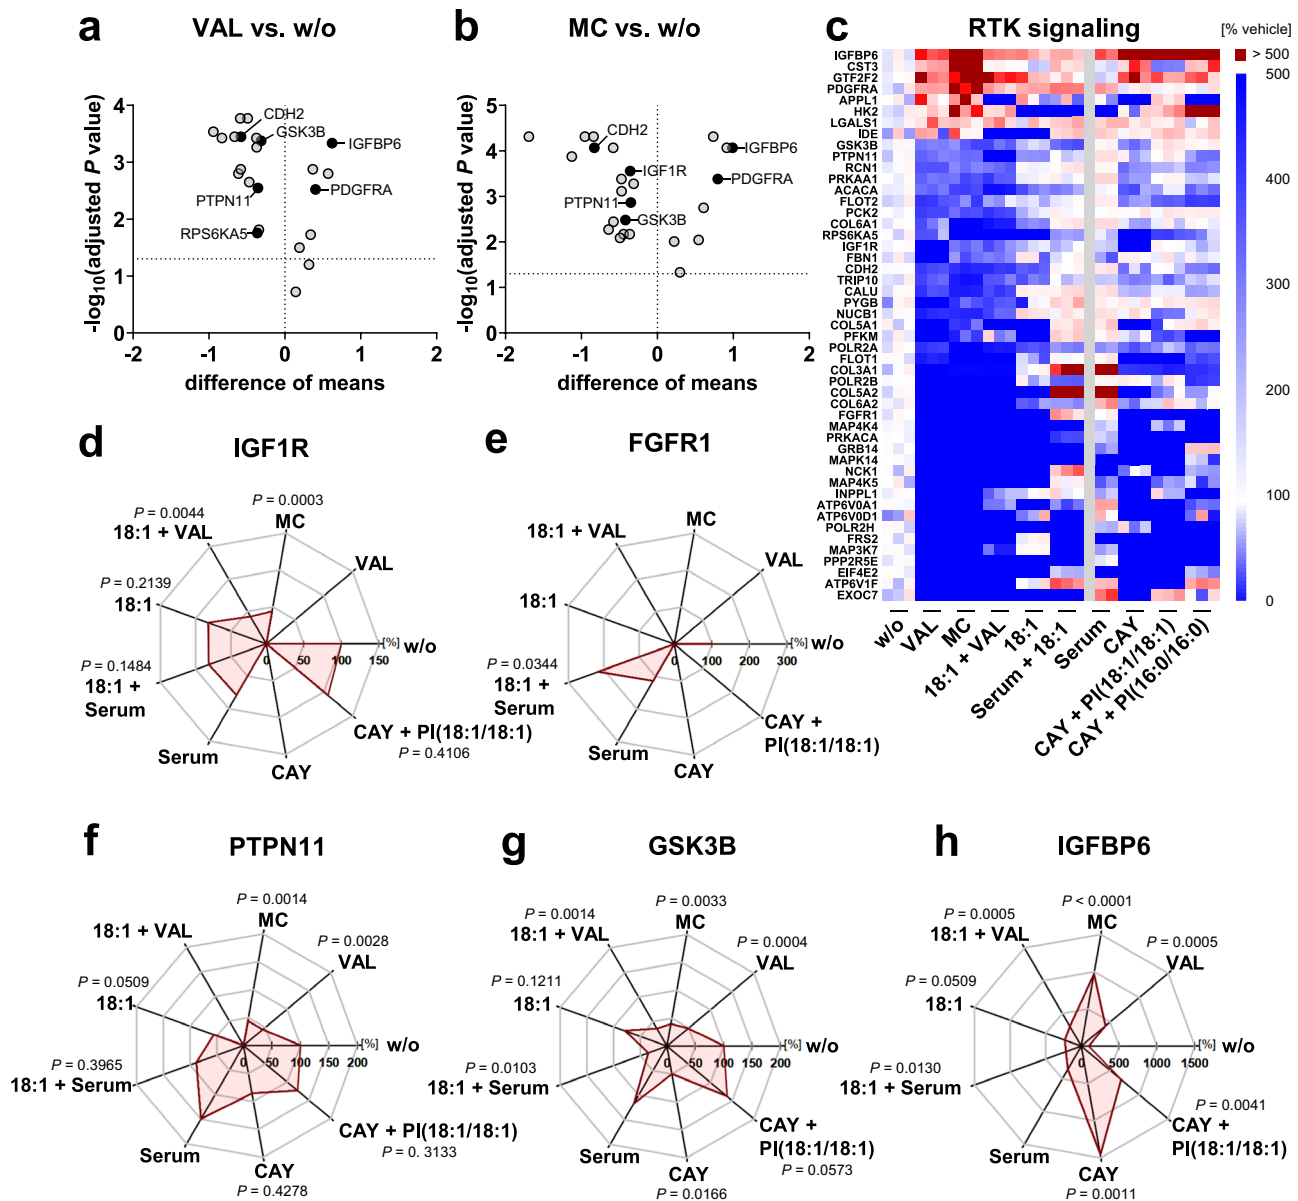 a
VAL vs. w/o
-log10(adjusted P value)
4
3
2
1
0
-2
-1
0
1
2
difference of means
CDH2
GSK3B
IGFBP6
PTPN11
PDGFRA
RPS6KA5
b
MC vs. w/o
-log10(adjusted P value)
5
4
3
2
1
0
-2
-1
0
1
2
difference of means
CDH2
IGFBP6
IGF1R
PDGFRA
PTPN11
GSK3B
c
RTK signaling
[% vehicle]
> 500
500
400
300
200
100
0
IGFBP6
CST3
GTF2F2
PDGFRA
APPL1
HK2
LGALS1
IDE
GSK3B
PTPN11
RCN1
PRKAA1
ACACA
FLOT2
PCK2
COL6A1
RPS6KA5
IGF1R
FBN1
CDH2
TRIP10
CALU
PYGB
NUCB1
COL5A1
PFKM
POLR2A
FLOT1
COL3A1
POLR2B
COL5A2
COL6A2
FGFR1
MAP4K4
PRKACA
GRB14
MAPK14
NCK1
MAP4K5
INPPL1
ATP6V0A1
ATP6V0D1
POLR2H
FRS2
MAP3K7
PPP2R5E
EIF4E2
ATP6V1F
EXOC7
w/o
VAL
MC
18:1 + VAL
18:1
Serum + 18:1
Serum
CAY
CAY + PI(18:1/18:1)
CAY + PI(16:0/16:0)
d
IGF1R
P = 0.0003
MC
P = 0.0044
18:1 + VAL
VAL
P = 0.2139
18:1
[%] w/o
0 50 100 150
P = 0.1484
18:1 +
Serum
Serum
CAY
CAY + PI(18:1/18:1)
P = 0.4106
e
FGFR1
MC
18:1 + VAL
VAL
18:1
[%] w/o
0 100 200 300
P = 0.0344
18:1 +
Serum
Serum
CAY
CAY +
PI(18:1/18:1)
f
PTPN11
P = 0.0014
MC
18:1 + VAL
P = 0.0028
VAL
P = 0.0509
18:1
[%] w/o
0 50 100 150 200
P = 0.3965
18:1 + Serum
Serum
CAY
P = 0.4278
CAY + PI(18:1/18:1)
P = 0.3133
g
GSK3B
P = 0.0033
MC
P = 0.0014
18:1 + VAL
P = 0.0004
VAL
P = 0.1211
18:1
[%] w/o
0 50 100 150 200
P = 0.0103
18:1 + Serum
Serum
CAY
P = 0.0166
CAY +
PI(18:1/18:1)
P = 0.0573
h
IGFBP6
P < 0.0001
MC
P = 0.0005
18:1 + VAL
P = 0.0005
VAL
P = 0.0509
18:1
[%] w/o
0 500 1000 1500
P = 0.0130
18:1 + Serum
Serum
CAY
P = 0.0011
P = 0.0041
CAY +
PI(18:1/18:1)